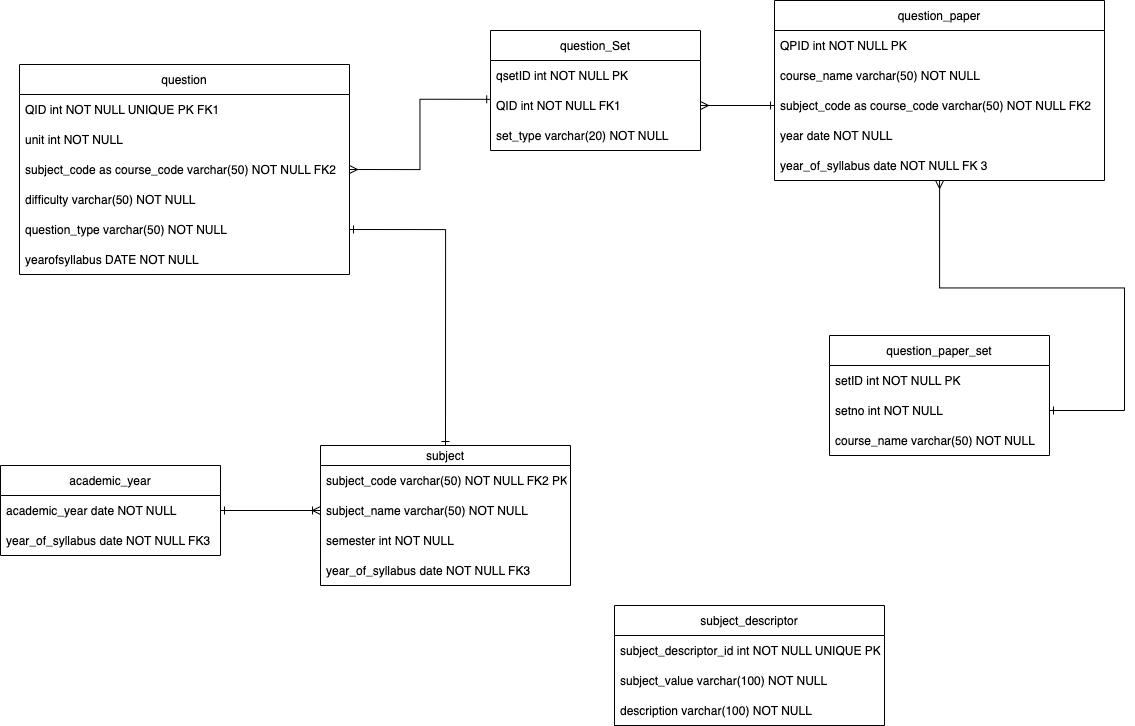 question_paper
QPID int NOT NULL PK
course_name varchar(50) NOT NULL
subject_code as course_code varchar(50) NOT NULL FK2
year date NOT NULL
year_of_syllabus date NOT NULL FK 3
question_Set
qsetID int NOT NULL PK
QID int NOT NULL FK1
set_type varchar(20) NOT NULL
question
QID int NOT NULL UNIQUE PK FK1
unit int NOT NULL
subject_code as course_code varchar(50) NOT NULL FK2
difficulty varchar(50) NOT NULL
question_type varchar(50) NOT NULL
yearofsyllabus DATE NOT NULL
question_paper_set
setID int NOT NULL PK
setno int NOT NULL
course_name varchar(50) NOT NULL
subject
subject_code varchar(50) NOT NULL FK2 PK
subject_name varchar(50) NOT NULL
semester int NOT NULL
year_of_syllabus date NOT NULL FK3
academic_year
academic_year date NOT NULL
year_of_syllabus date NOT NULL FK3
subject_descriptor
subject_descriptor_id int NOT NULL UNIQUE PK
subject_value varchar(100) NOT NULL
description varchar(100) NOT NULL